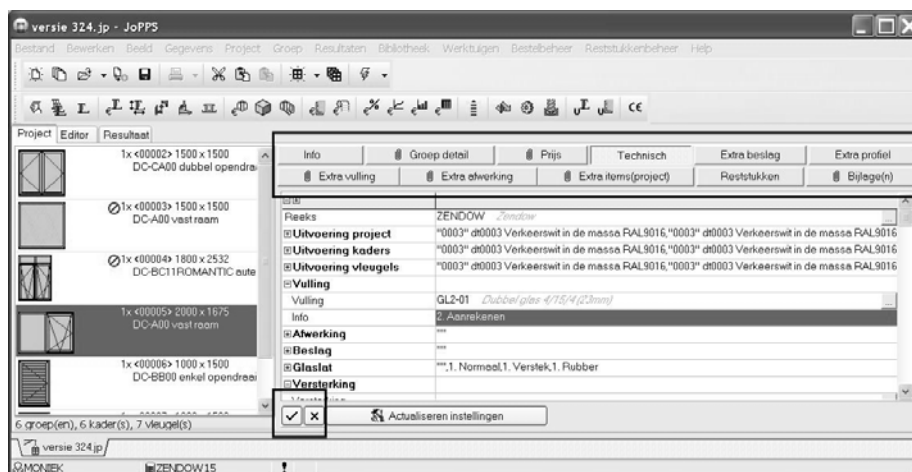 versie 324.jp - JoPPS
Bestand Bewerken Beeld Gegevens Project Groep Resultaten Bibliotheek Werktuigen Bestelbeheer Reststukkenbeheer Help
Project Editor Resultaat
1x <00002> 1500 x 1500
DC-CA00 dubbel opendraai
1x <00003> 1500 x 1500
DC-A00 vast raam
1x <00004> 1800 x 2532
DC-BC11ROMANTIC aute
1x <00005> 2000 x 1675
DC-A00 vast raam
1x <00006> 1000 x 1500
DC-BB00 enkel opendraai
6 groep(en), 6 kader(s), 7 vleugel(s)
Info Groep detail Prijs Technisch Extra beslag Extra profiel
Extra vulling Extra afwerking Extra items(project) Reststukken Bijlage(n)
Reeks ZENDOW Zendow ...
Uitvoering project "0003" dt0003 Verkeerswit in de massa RAL9016,"0003" dt0003 Verkeerswit in de massa RAL9016
Uitvoering kaders "0003" dt0003 Verkeerswit in de massa RAL9016,"0003" dt0003 Verkeerswit in de massa RAL9016
Uitvoering vleugels "0003" dt0003 Verkeerswit in de massa RAL9016,"0003" dt0003 Verkeerswit in de massa RAL9016
Vulling
Vulling GL2-01 Dubbel glas 4/15/4 (23mm) ...
Info 2. Aanrekenen
Afwerking ""
Beslag ""
Glaslat "",1. Normaal,1. Verstek,1. Rubber
Versterking
Actualiseren instellingen
versie 324.jp
MONIEK ZENDOW15 !